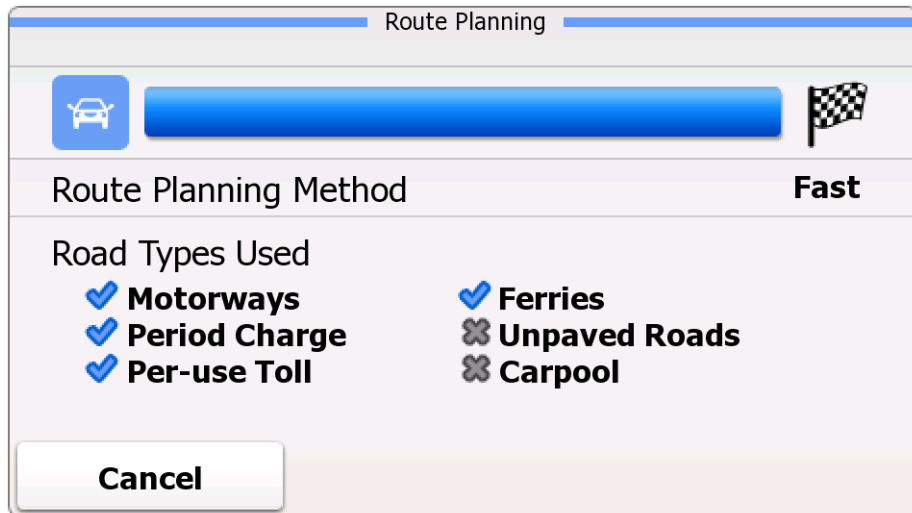 Route Planning
Route Planning Method Fast
Road Types Used
Motorways Ferries
Period Charge Unpaved Roads
Per-use Toll Carpool
Cancel